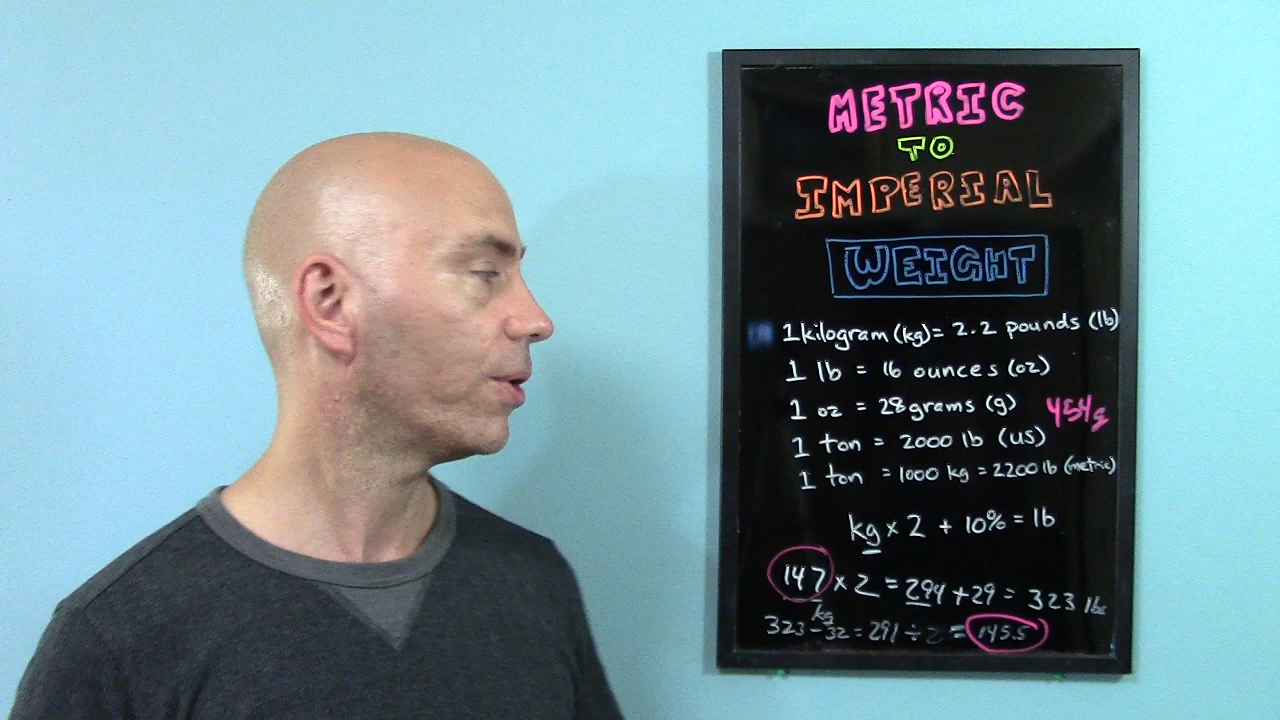 METRIC
TO
IMPERIAL
WEIGHT
1 kilogram (kg) = 2.2 pounds (lb)
1 lb = 16 ounces (oz)
1 oz = 28 grams (g) 454g
1 ton = 2000 lb (us)
1 ton = 1000 kg = 2200 lb (metric)
kg x 2 + 10% = lb
147 x 2 = 294 + 29 = 323 lbs
kg
323 - 32 = 291 ÷ 2 = 145.5